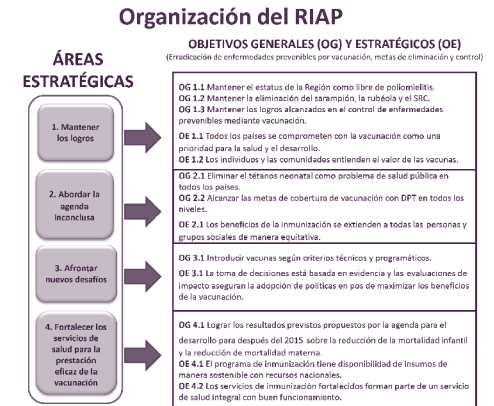 Organización del RIAP
ÁREAS
ESTRATÉGICAS
OBJETIVOS GENERALES (OG) Y ESTRATÉGICOS (OE)
(Erradicación de enfermedades prevenibles por vacunación, metas de eliminación y control)
1. Mantener
los logros
OG 1.1 Mantener el estatus de la Región como libre de poliomielitis.
OG 1.2 Mantener la eliminación del sarampión, la rubéola y el SRC.
OG 1.3 Mantener los logros alcanzados en el control de enfermedades
prevenibles mediante vacunación.
OE 1.1 Todos los países se comprometen con la vacunación como una
prioridad para la salud y el desarrollo.
OE 1.2 Los individuos y las comunidades entienden el valor de las vacunas.
2. Abordar la
agenda
inconclusa
OG 2.1 Eliminar el tétanos neonatal como problema de salud pública en
todos los países.
OG 2.2 Alcanzar las metas de cobertura de vacunación con DPT en todos los
niveles.
OE 2.1 Los beneficios de la inmunización se extienden a todas las personas y
grupos sociales de manera equitativa.
3. Afrontar
nuevos desafíos
OG 3.1 Introducir vacunas según criterios técnicos y programáticos.
OE 3.1 La toma de decisiones está basada en evidencia y las evaluaciones de
impacto aseguran la adopción de políticas en pos de maximizar los beneficios
de la vacunación.
4. Fortalecer los
servicios de
salud para la
prestación
eficaz de la
vacunación
OG 4.1 Lograr los resultados previstos propuestos por la agenda para el
desarrollo para después del 2015 sobre la reducción de la mortalidad infantil
y la reducción de mortalidad materna.
OE 4.1 El programa de inmunización tiene disponibilidad de insumos de
manera sostenible con recursos nacionales.
OE 4.2 Los servicios de inmunización fortalecidos forman parte de un servicio
de salud integral con buen funcionamiento.